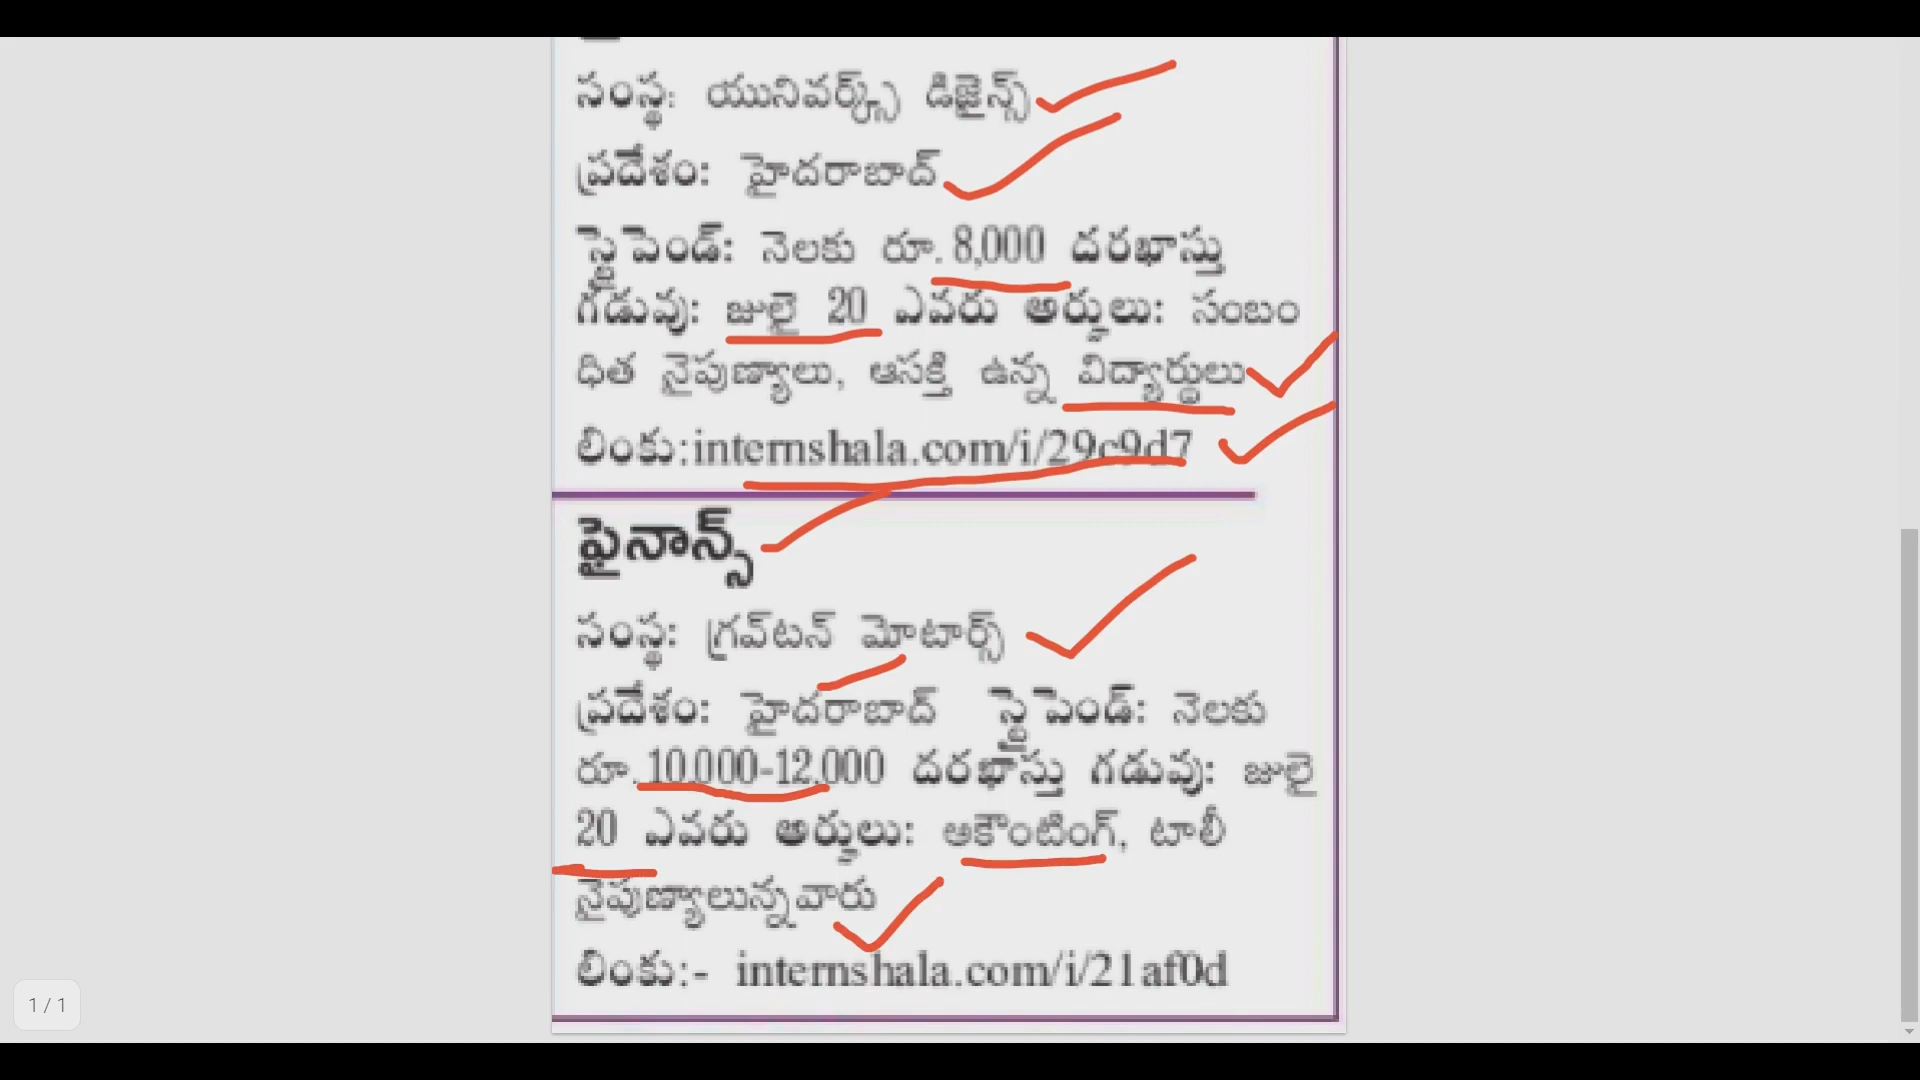 సంస్థ: యునివర్క్స్ డిజైన్స్
ప్రదేశం: హైదరాబాద్
స్టైపెండ్: నెలకు రూ. 8,000 దరఖాస్తు
గడువు: జులై 20 ఎవరు అర్హులు: సంబం
ధిత నైపుణ్యాలు, ఆసక్తి ఉన్న విద్యార్థులు
లింకు:internshala.com/i/29c9d7
ఫైనాన్స్
సంస్థ: గ్రవ్‌టన్ మోటార్స్
ప్రదేశం: హైదరాబాద్ స్టైపెండ్: నెలకు
రూ. 10,000-12,000 దరఖాస్తు గడువు: జులై
20 ఎవరు అర్హులు: అకౌంటింగ్, టాలీ
నైపుణ్యాలున్నవారు
లింకు:- internshala.com/i/21af0d
1 / 1